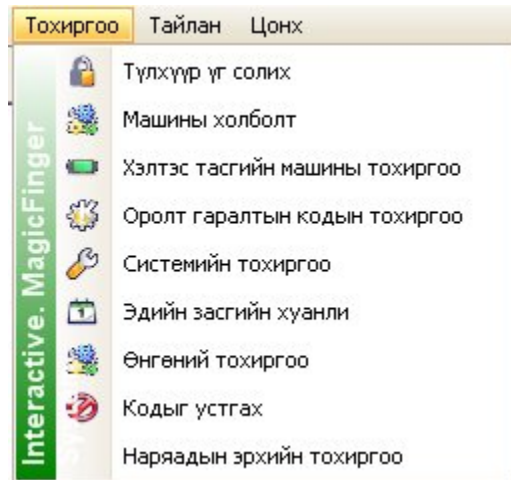 Тохиргоо Тайлан Цонх
Түлхүүр үг солих
Машины холболт
Хэлтэс тасгийн машины тохиргоо
Оролт гаралтын кодын тохиргоо
Системийн тохиргоо
Эдийн засгийн хуанли
Өнгөний тохиргоо
Кодыг устгах
Наряадын эрхийн тохиргоо
Interactive. MagicFinger